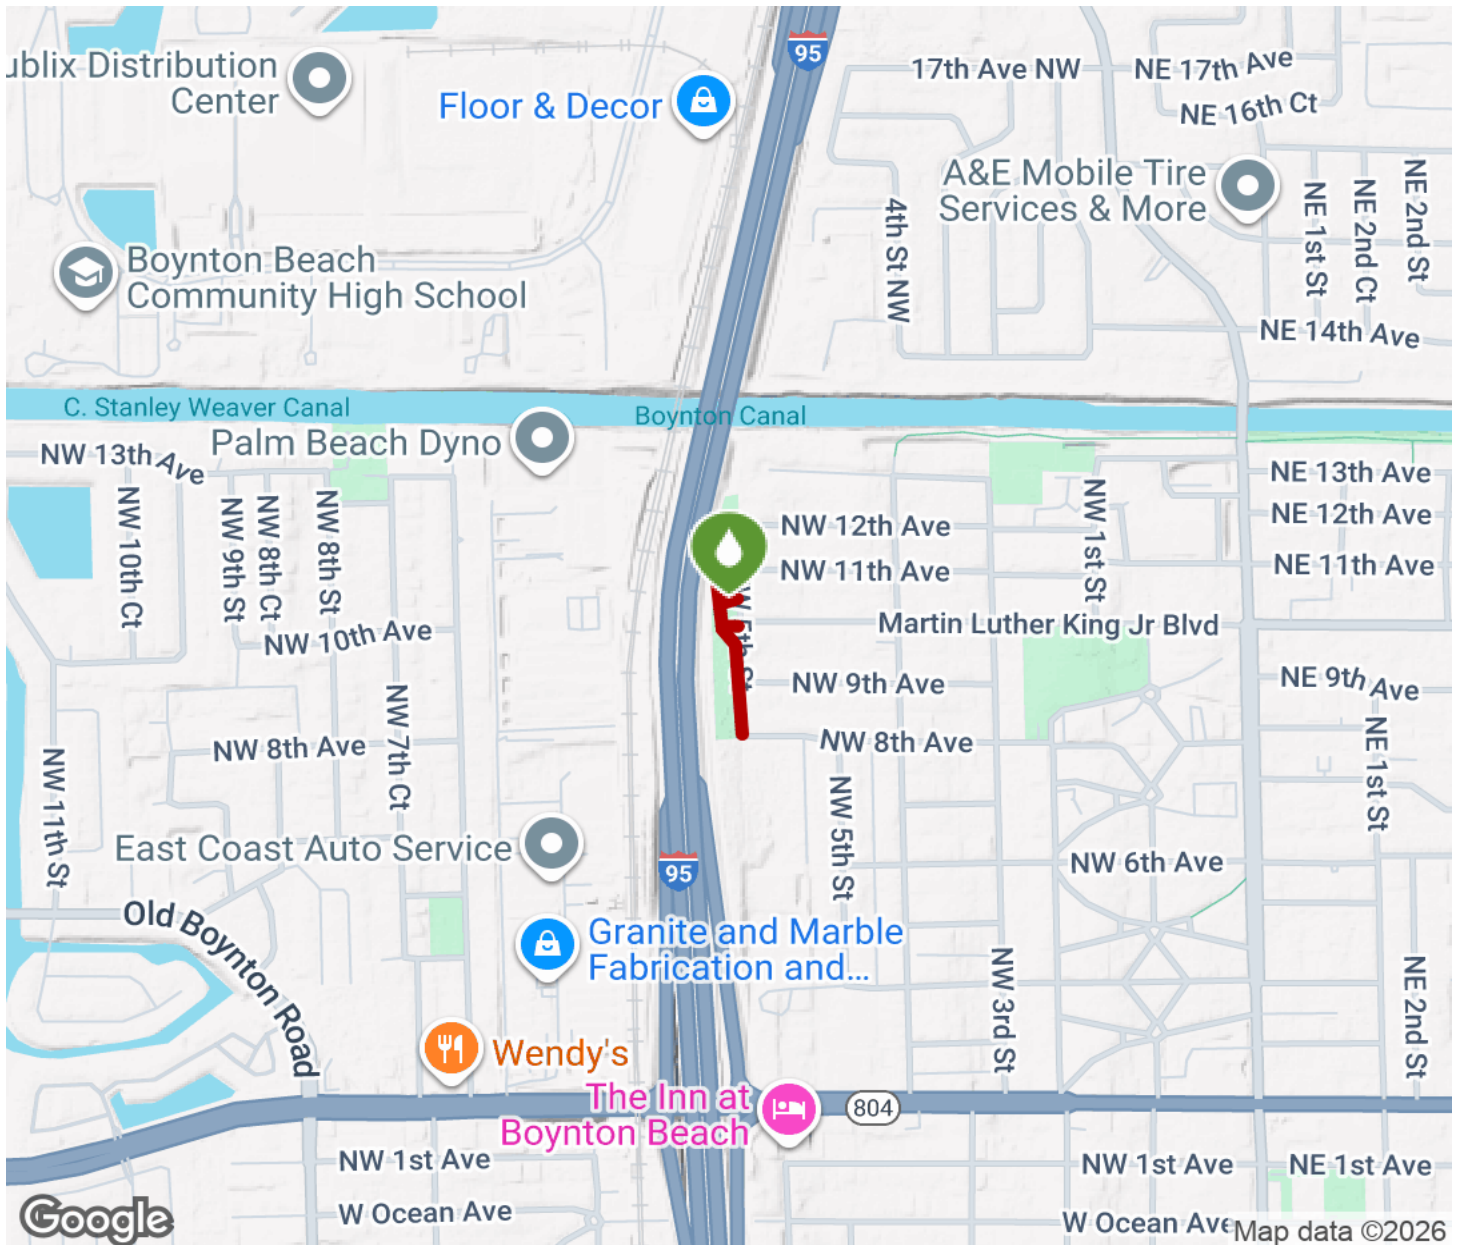 95
17th Ave NW
NE 17th Ave
ublix Distribution
Center
Floor & Decor
NE 16th Ct
A&E Mobile Tire
Services & More
NE 1st St
NE 2nd Ct
NE 2nd St
4th St NW
Boynton Beach
Community High School
NE 14th Ave
C. Stanley Weaver Canal
Boynton Canal
Palm Beach Dyno
NW 13th Ave
NE 13th Ave
NW 10th Ct
NW 9th St
NW 8th Ct
NW 8th St
NW 12th Ave
NW 1st St
NE 12th Ave
NW 11th Ave
NE 11th Ave
W 5th St
Martin Luther King Jr Blvd
NW 10th Ave
NW 9th Ave
NE 9th Ave
NW 7th Ct
NW 8th Ave
NW 8th Ave
NE 1st St
NW 11th St
NW 5th St
East Coast Auto Service
95
NW 6th Ave
Old Boynton Road
Granite and Marble
Fabrication and...
NW 3rd St
NE 2nd St
Wendy's
The Inn at
Boynton Beach
804
NW 1st Ave
NW 1st Ave
NE 1st Ave
W Ocean Ave
W Ocean Ave
Google
Map data ©2026